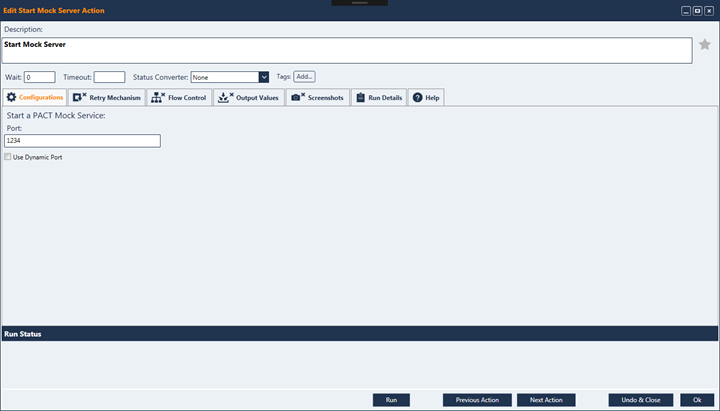 Edit Start Mock Server Action
Description:
Start Mock Server
Wait: 0 Timeout: Status Converter: None Tags: Add...
Configurations Retry Mechanism Flow Control Output Values Screenshots Run Details Help
Start a PACT Mock Service:
Port:
1234
Use Dynamic Port
Run Status
Run Previous Action Next Action Undo & Close Ok